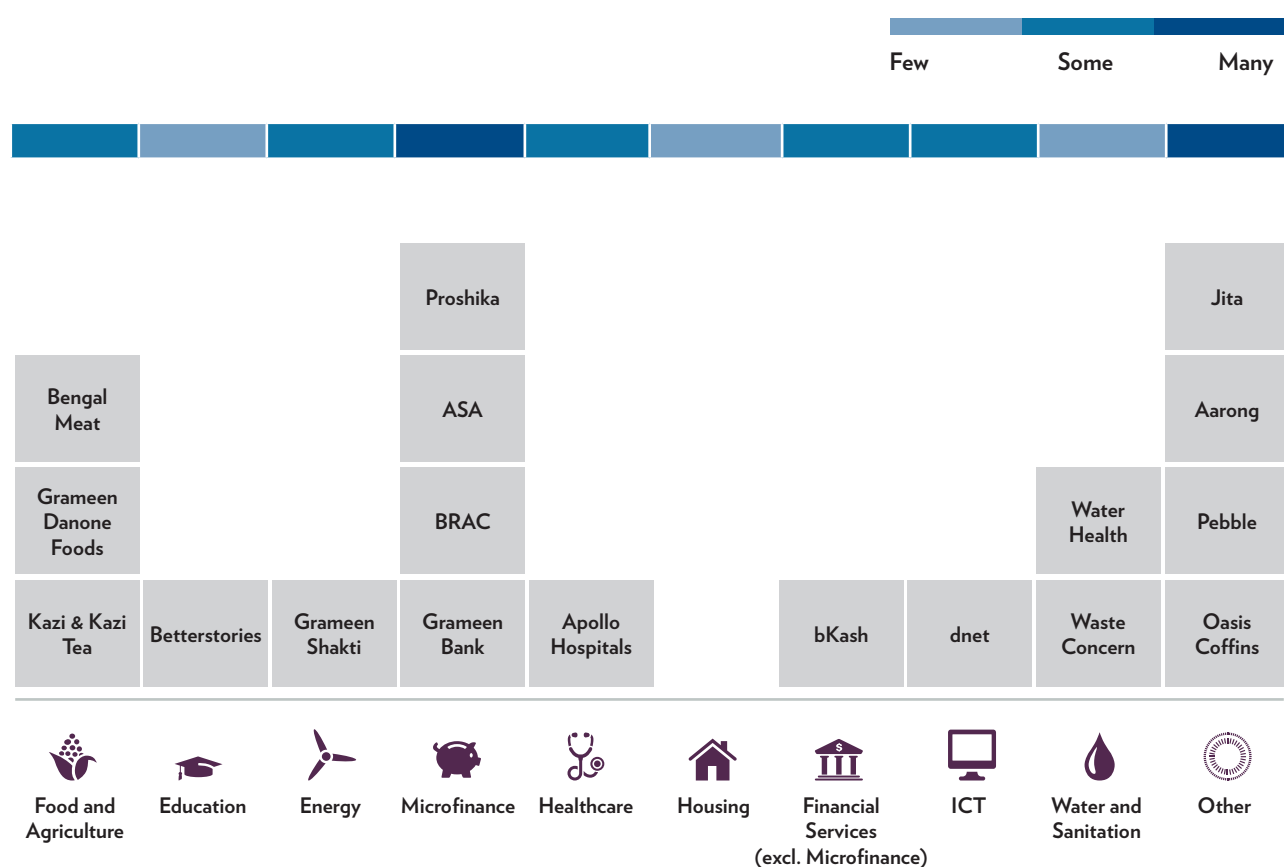 Few Some Many
Proshika Jita
Bengal
Meat
ASA
Aarong
Grameen
Danone
Foods
BRAC
Water
Health
Pebble
Kazi & Kazi
Tea
Betterstories
Grameen
Shakti
Grameen
Bank
Apollo
Hospitals
bKash
dnet
Waste
Concern
Oasis
Coffins
$
Food and
Agriculture
Education
Energy
Microfinance
Healthcare
Housing
Financial
Services
(excl. Microfinance)
ICT
Water and
Sanitation
Other